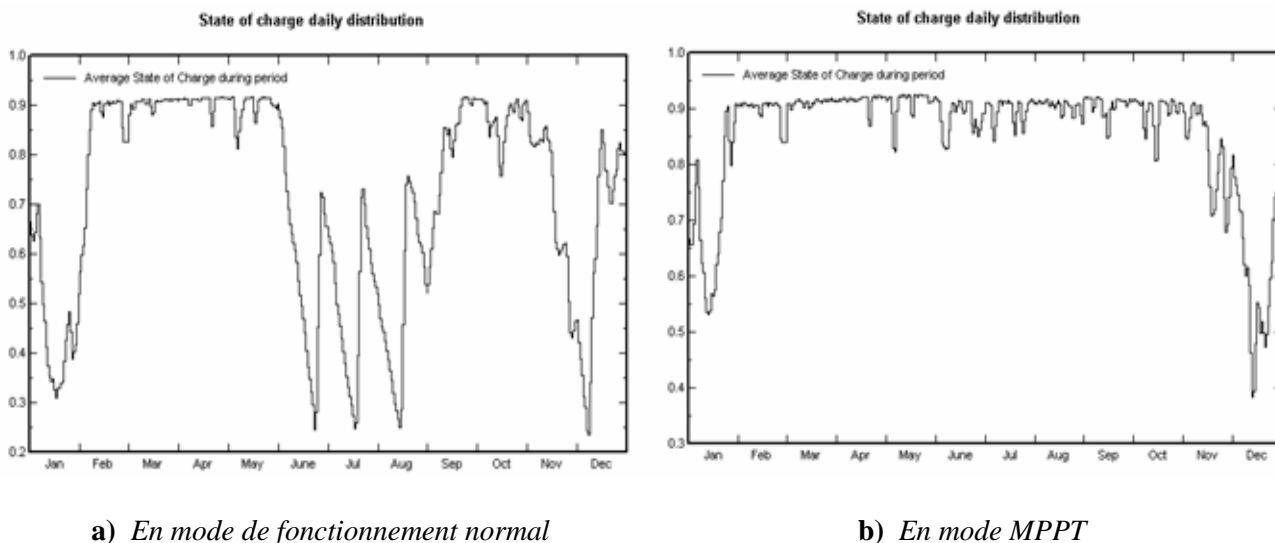 State of charge daily distribution
1.0
Average State of Charge during period
0.9
0.8
0.7
0.6
0.5
0.4
0.3
0.2
Jan Feb Mar Apr May June Jul Aug Sep Oct Nov Dec
a) En mode de fonctionnement normal
State of charge daily distribution
1.0
Average State of Charge during period
0.9
0.8
0.7
0.6
0.5
0.4
0.3
Jan Feb Mar Apr May June Jul Aug Sep Oct Nov Dec
b) En mode MPPT